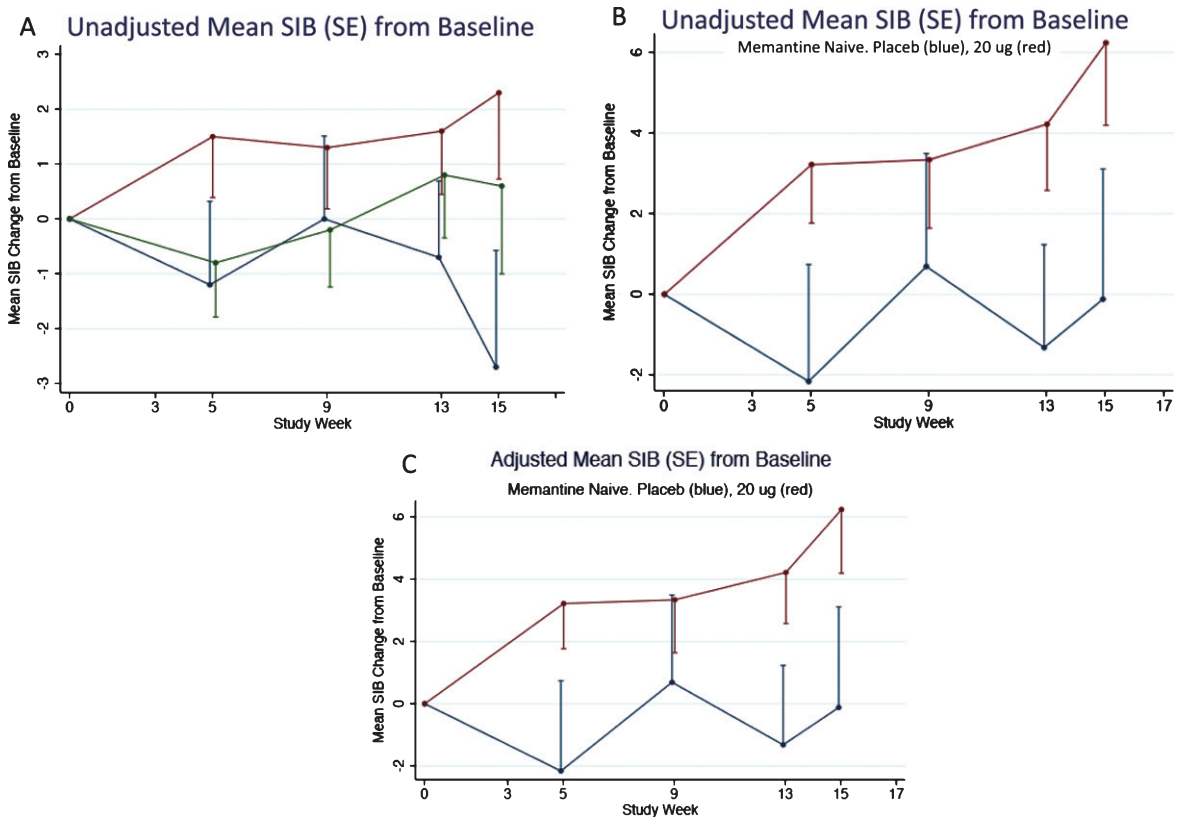 A
Unadjusted Mean SIB (SE) from Baseline
Mean SIB Change from Baseline
3
2
1
0
-1
-2
-3
0 3 5 9 13 15
Study Week
B
Unadjusted Mean SIB (SE) from Baseline
Memantine Naive. Placeb (blue), 20 ug (red)
Mean SIB Change from Baseline
6
4
2
0
-2
0 3 5 9 13 15 17
Study Week
C
Adjusted Mean SIB (SE) from Baseline
Memantine Naive. Placeb (blue), 20 ug (red)
Mean SIB Change from Baseline
6
4
2
0
-2
0 3 5 9 13 15 17
Study Week